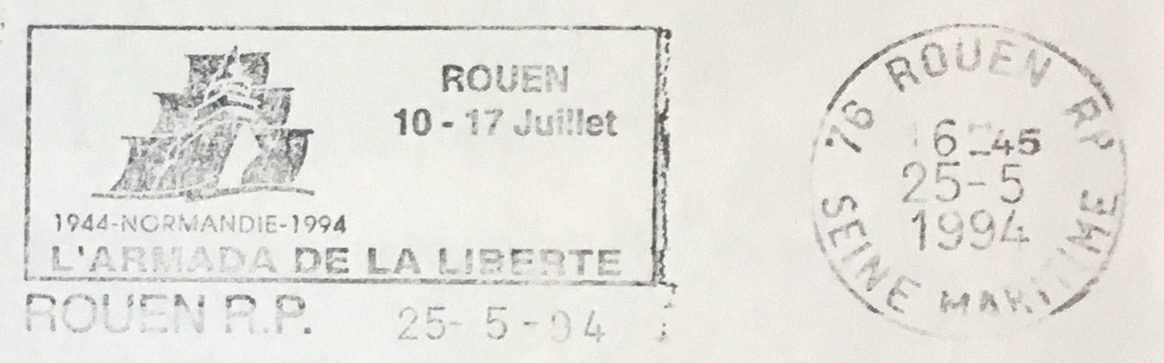 ROUEN
10 - 17 Juillet
1944-NORMANDIE-1994
L'ARMADA DE LA LIBERTE
ROUEN R.P. 25- 5 -94
76 ROUEN RP
16 45
25-5
1994
SEINE MARITIME